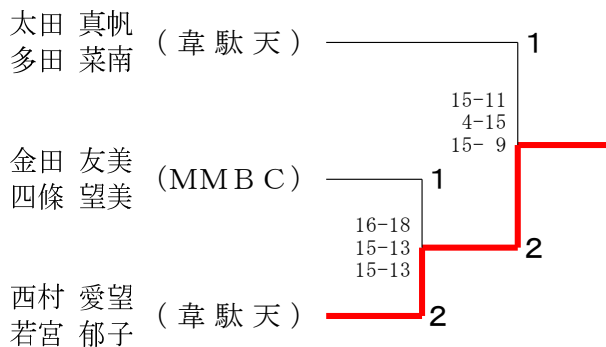 太田 真帆
多田 菜南
(韋駄天)
1
15-11
4-15
15- 9
金田 友美
四條 望美
(MMBC)
1
16-18
15-13
15-13
2
西村 愛望
若宮 郁子
(韋駄天)
2